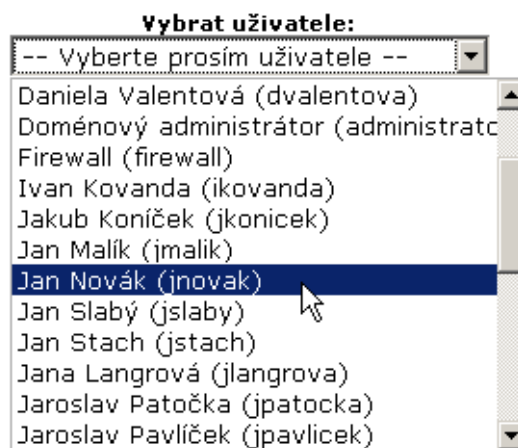 Vybrat uživatele:
-- Vyberte prosím uživatele --
Daniela Valentová (dvalentova)
Doménový administrátor (administratc
Firewall (firewall)
Ivan Kovanda (ikovanda)
Jakub Koníček (jkonicek)
Jan Malík (jmalik)
Jan Novák (jnovak)
Jan Slabý (jslaby)
Jan Stach (jstach)
Jana Langrová (jlangrova)
Jaroslav Patočka (jpatocka)
Jaroslav Pavlíček (jpavlicek)